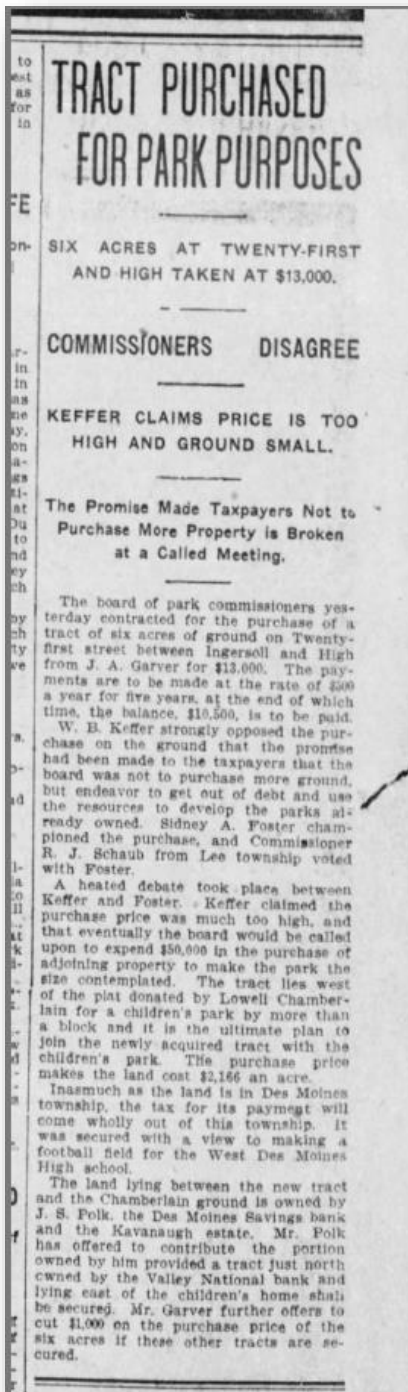 TRACT PURCHASED
FOR PARK PURPOSES
SIX ACRES AT TWENTY-FIRST
AND HIGH TAKEN AT $13,000.
COMMISSIONERS DISAGREE
KEFFER CLAIMS PRICE IS TOO
HIGH AND GROUND SMALL.
The Promise Made Taxpayers Not to
Purchase More Property is Broken
at a Called Meeting.
The board of park commissioners yes-
terday contracted for the purchase of a
tract of six acres of ground on Twenty-
first street between Ingersoll and High
from J. A. Garver for $13,000. The pay-
ments are to be made at the rate of $500
a year for five years, at the end of which
time, the balance, $10,500, is to be paid.
W. B. Keffer strongly opposed the pur-
chase on the ground that the promise
had been made to the taxpayers that the
board was not to purchase more ground,
but endeavor to get out of debt and use
the resources to develop the parks al-
ready owned. Sidney A. Foster cham-
pioned the purchase, and Commissioner
R. J. Schaub from Lee township voted
with Foster.
A heated debate took place between
Keffer and Foster. Keffer claimed the
purchase price was much too high, and
that eventually the board would be called
upon to expend $50,000 in the purchase of
adjoining property to make the park the
size contemplated. The tract lies west
of the plat donated by Lowell Chamber-
lain for a children's park by more than
a block and it is the ultimate plan to
join the newly acquired tract with the
children's park. The purchase price
makes the land cost $2,166 an acre.
Inasmuch as the land is in Des Moines
township, the tax for its payment will
come wholly out of this township. It
was secured with a view to making a
football field for the West Des Moines
High school.
The land lying between the new tract
and the Chamberlain ground is owned by
J. S. Polk, the Des Moines Savings bank
and the Kavanaugh estate. Mr. Polk
has offered to contribute the portion
owned by him provided a tract just north
owned by the Valley National bank and
lying east of the children's home shall
be secured. Mr. Garver further offers to
cut $1,000 on the purchase price of the
six acres if these other tracts are se-
cured.